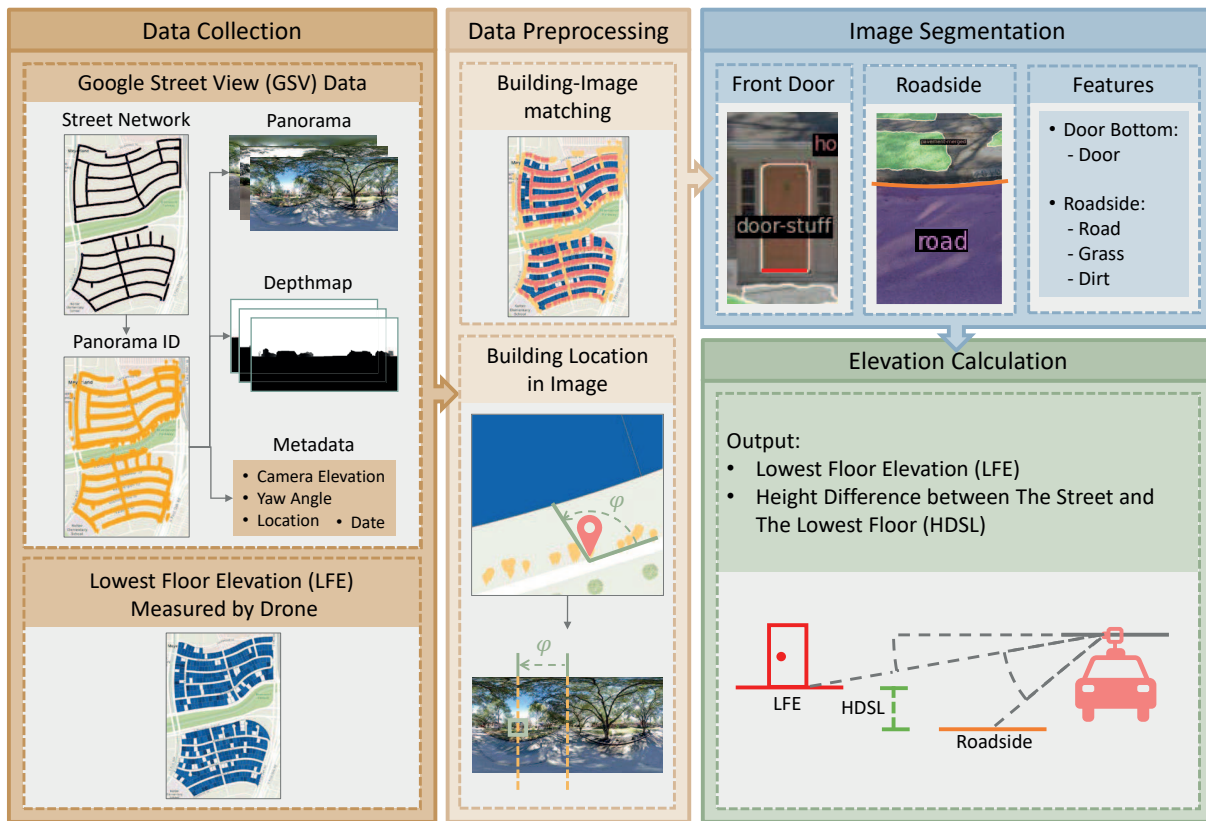 Data Collection
Google Street View (GSV) Data
Street Network
Panorama
Depthmap
Panorama ID
Metadata
• Camera Elevation
• Yaw Angle
• Location • Date
Lowest Floor Elevation (LFE)
Measured by Drone
Data Preprocessing
Building-Image
matching
Building Location
in Image
φ
φ
Image Segmentation
Front Door
ho
door-stuff
Roadside
pavement-merged
road
Features
• Door Bottom:
- Door
• Roadside:
- Road
- Grass
- Dirt
Elevation Calculation
Output:
• Lowest Floor Elevation (LFE)
• Height Difference between The Street and
The Lowest Floor (HDSL)
LFE
HDSL
Roadside